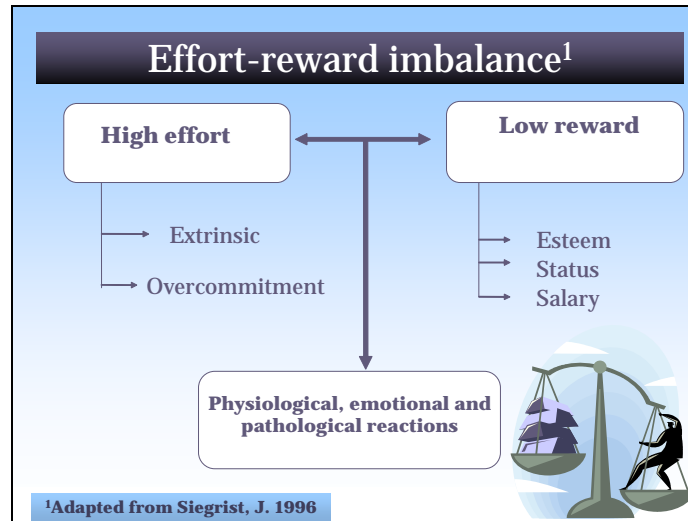 Effort-reward imbalance¹
High effort
Low reward
Extrinsic
Overcommitment
Esteem
Status
Salary
Physiological, emotional and
pathological reactions
¹Adapted from Siegrist, J. 1996